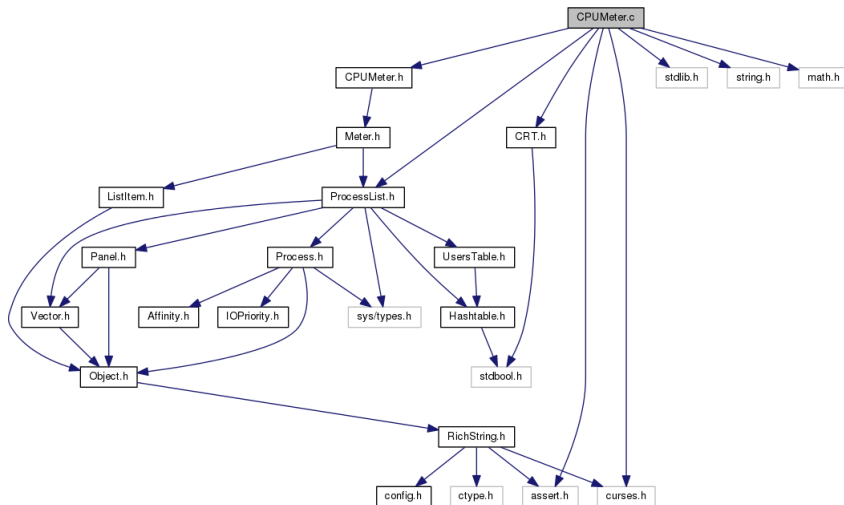 CPUMeter.c
CPUMeter.h
stdlib.h
string.h
math.h
Meter.h
CRT.h
ListItem.h
ProcessList.h
Panel.h
Process.h
UsersTable.h
Vector.h
Affinity.h
IOPriority.h
sys/types.h
Hashtable.h
Object.h
stdbool.h
RichString.h
config.h
ctype.h
assert.h
curses.h